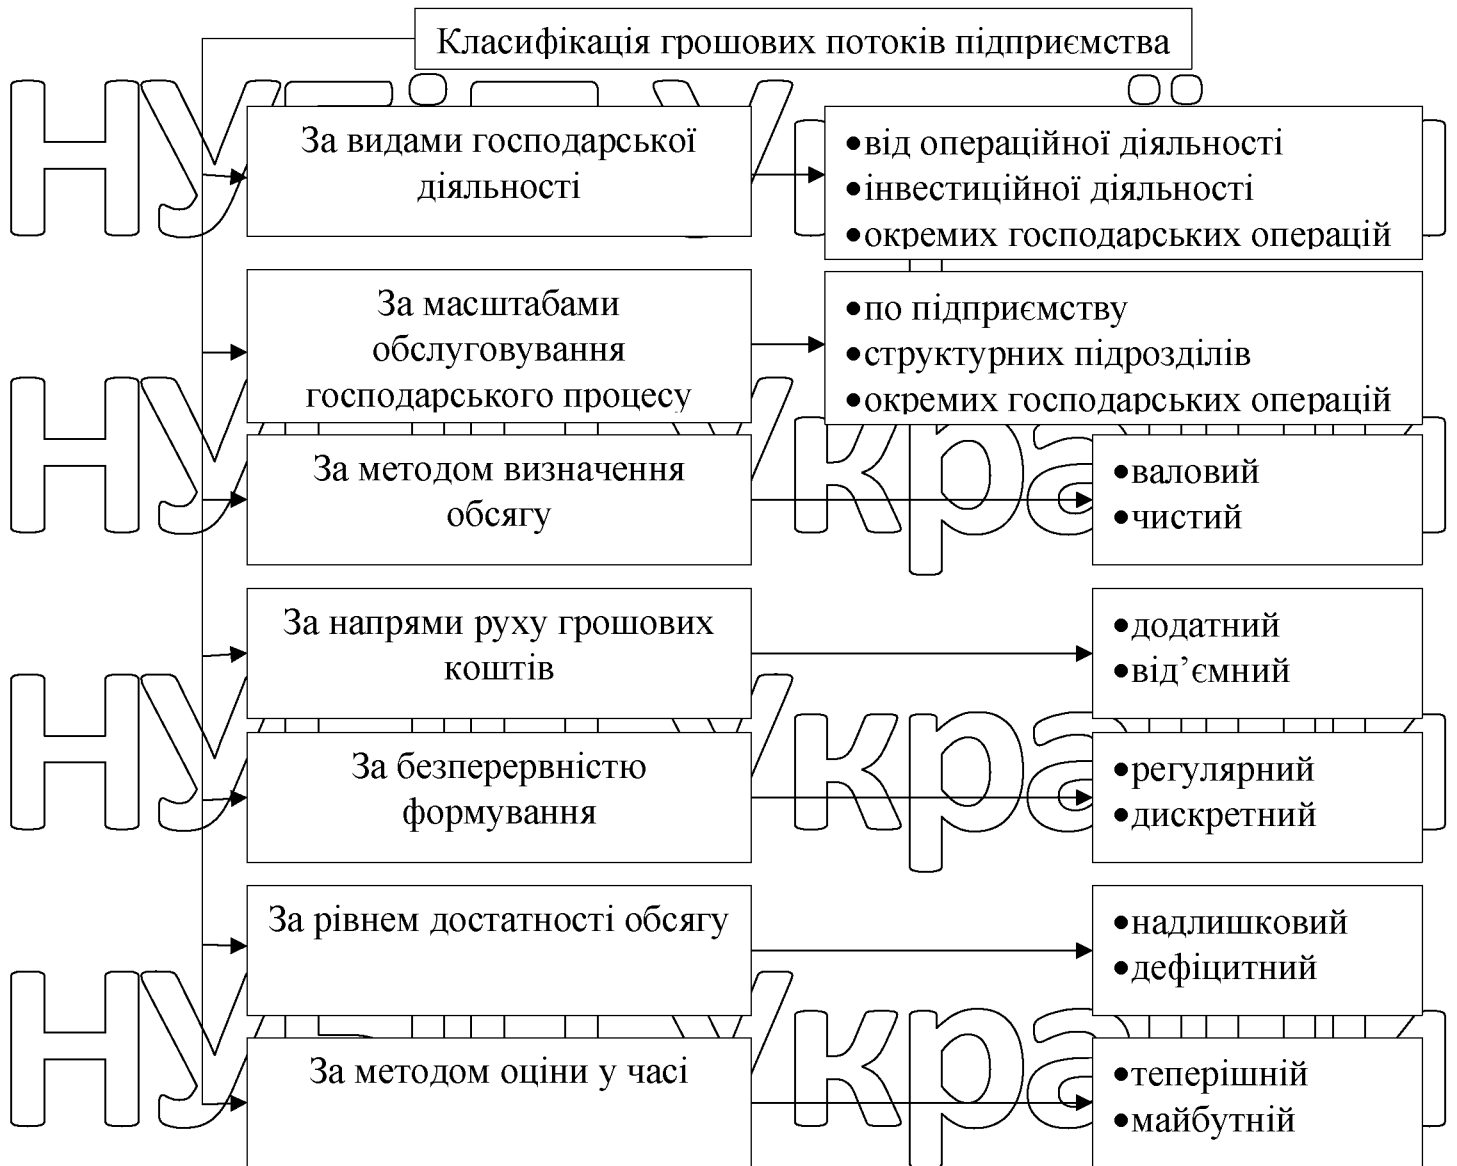 Класифікація грошових потоків підприємства
За видами господарської
діяльності
•від операційної діяльності
•інвестиційної діяльності
•окремих господарських операцій
За масштабами
обслуговування
господарського процесу
•по підприємству
•структурних підрозділів
•окремих господарських операцій
За методом визначення
обсягу
•валовий
•чистий
За напрями руху грошових
коштів
•додатний
•від’ємний
За безперервністю
формування
•регулярний
•дискретний
За рівнем достатності обсягу
•надлишковий
•дефіцитний
За методом оціни у часі
•теперішній
•майбутній